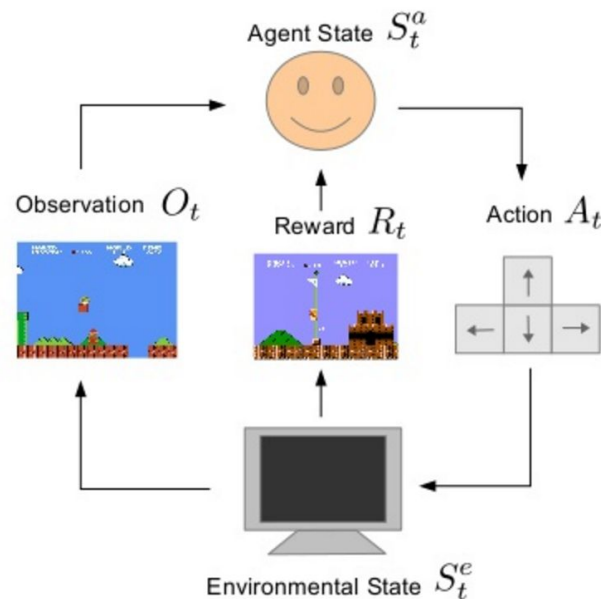 Agent State $S_t^a$
Observation $O_t$
Reward $R_t$
Action $A_t$
Environmental State $S_t^e$